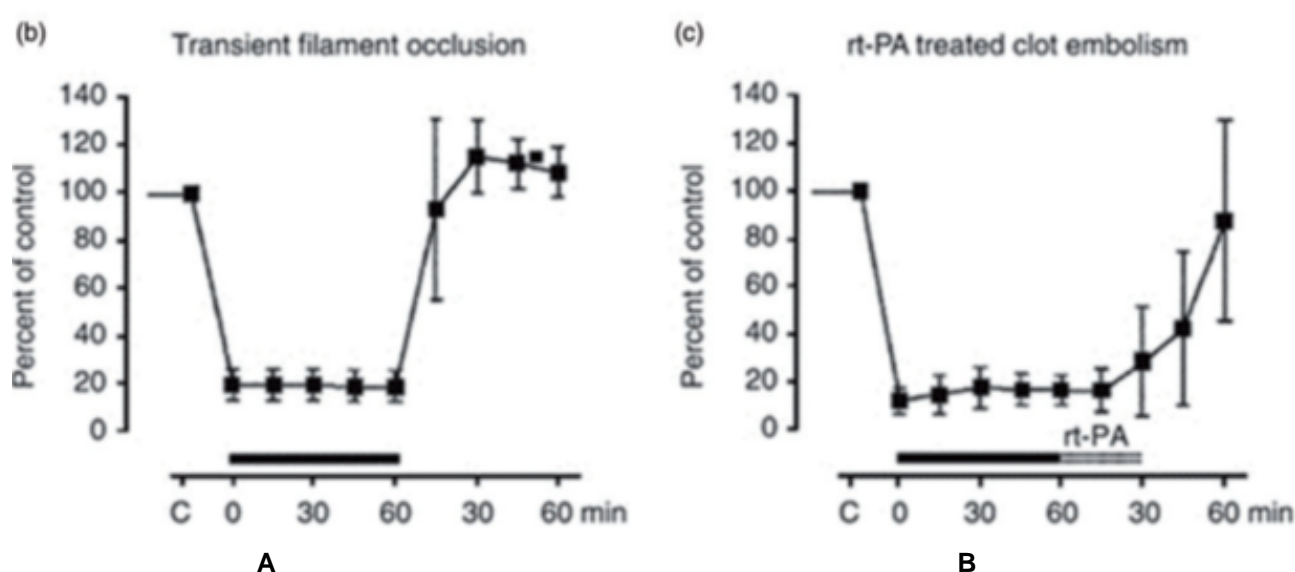 (b)
Transient filament occlusion
140
120
100
80
60
40
20
0
Percent of control
C 0 30 60 60 min
A
(c)
rt-PA treated clot embolism
140
120
100
80
60
40
20
0
Percent of control
rt-PA
C 0 30 60 30 60 min
B